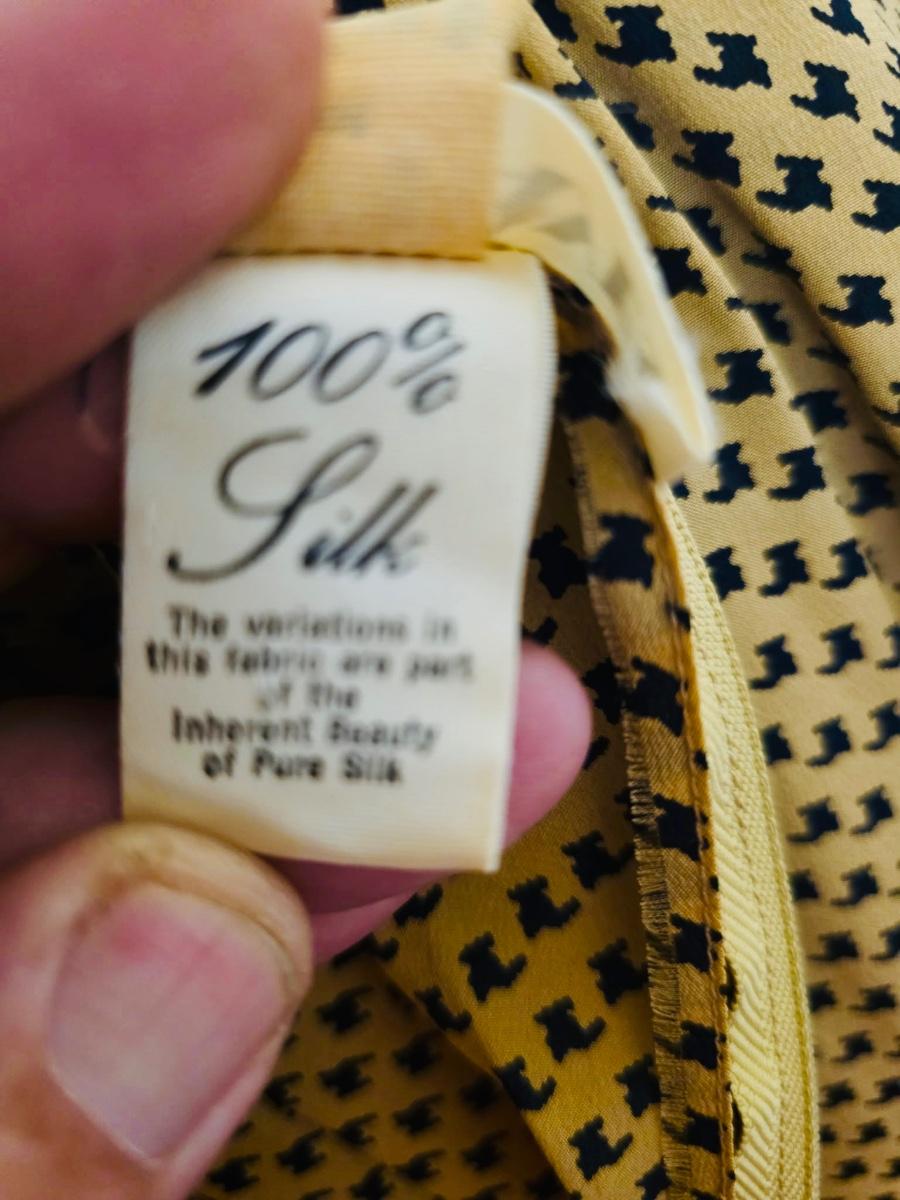 100%
Silk
The variations in
this fabric are part
of the
Inherent Beauty
of Pure Silk